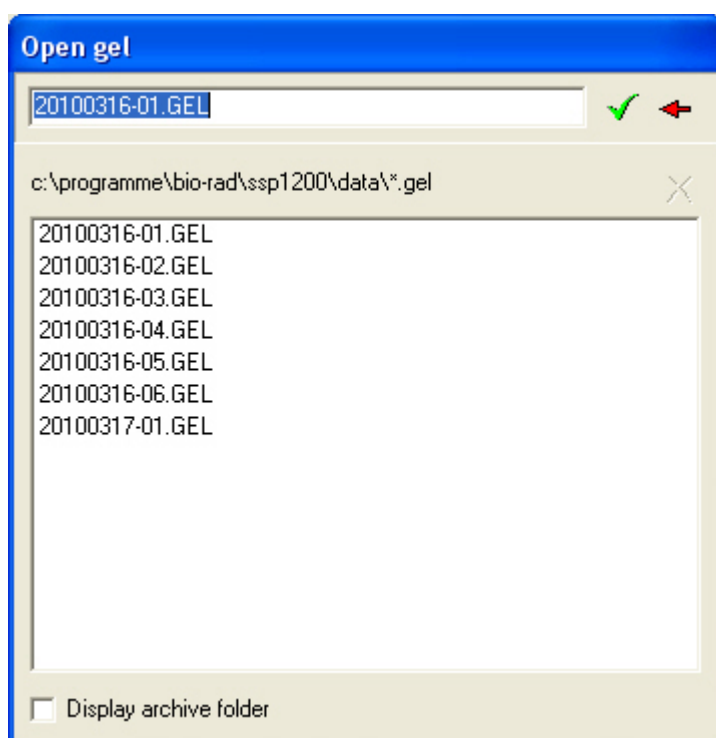 Open gel
20100316-01.GEL
c:\programme\bio-rad\ssp1200\data\*.gel
20100316-01.GEL
20100316-02.GEL
20100316-03.GEL
20100316-04.GEL
20100316-05.GEL
20100316-06.GEL
20100317-01.GEL
Display archive folder